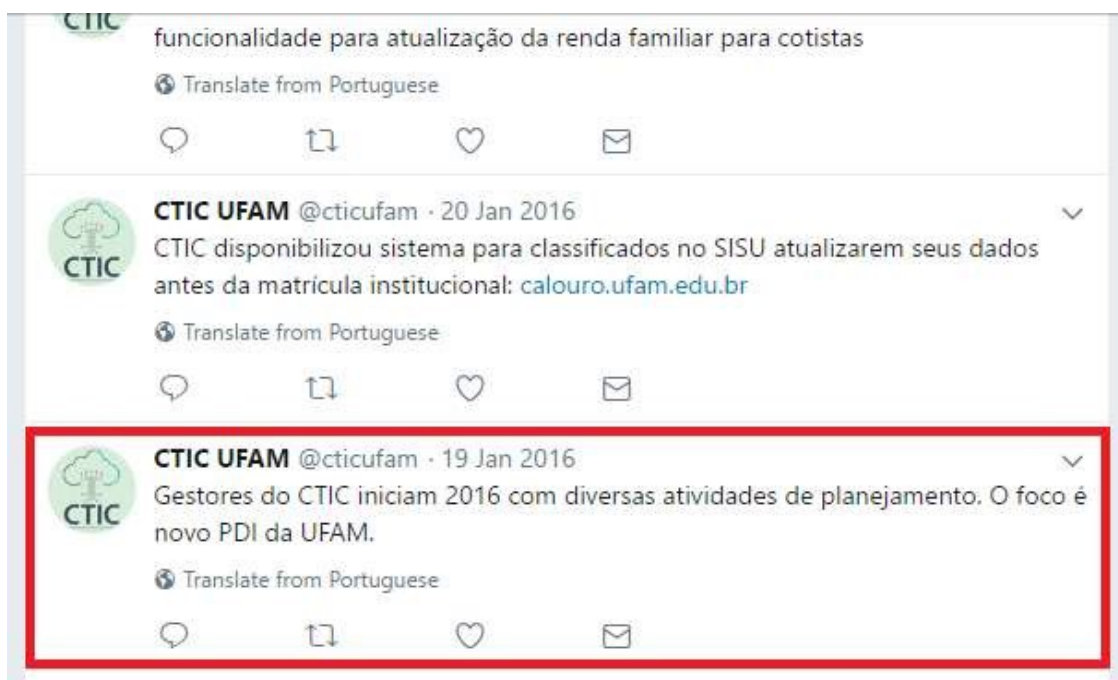 CTIC
funcionalidade para atualização da renda familiar para cotistas
Translate from Portuguese
CTIC UFAM @cticufam · 20 Jan 2016
CTIC disponibilizou sistema para classificados no SISU atualizarem seus dados
CTIC
antes da matrícula institucional: calouro.ufam.edu.br
Translate from Portuguese
CTIC UFAM @cticufam · 19 Jan 2016
Gestores do CTIC iniciam 2016 com diversas atividades de planejamento. O foco é
CTIC
novo PDI da UFAM.
Translate from Portuguese